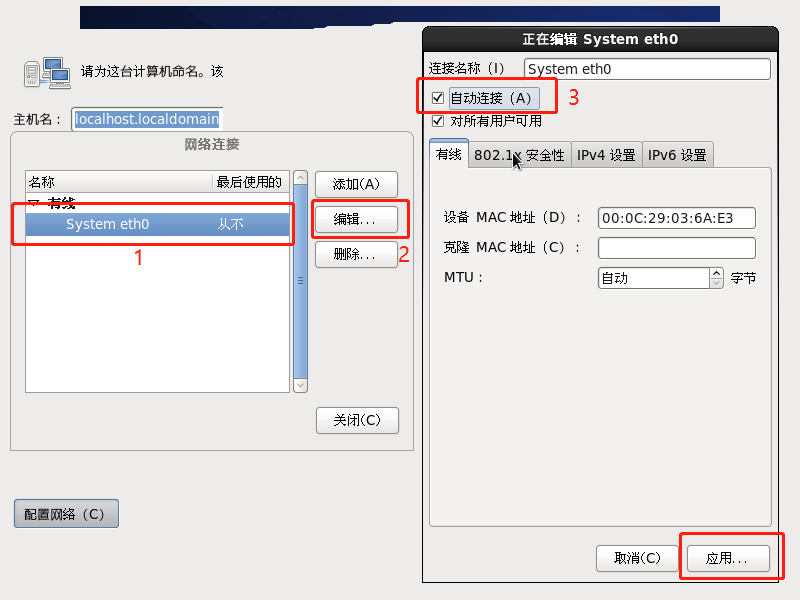 请为这台计算机命名。该
主机名：
localhost.localdomain
网络连接
名称
最后使用的
有线
System eth0
从不
1
添加(A)
编辑...
2
删除...
关闭(C)
配置网络（C）
正在编辑 System eth0
连接名称（I）
System eth0
自动连接（A）
3
对所有用户可用
有线
802.1x 安全性
IPv4 设置
IPv6 设置
设备 MAC 地址（D）：
00:0C:29:03:6A:E3
克隆 MAC 地址（C）：
MTU：
自动
字节
取消(C)
应用...